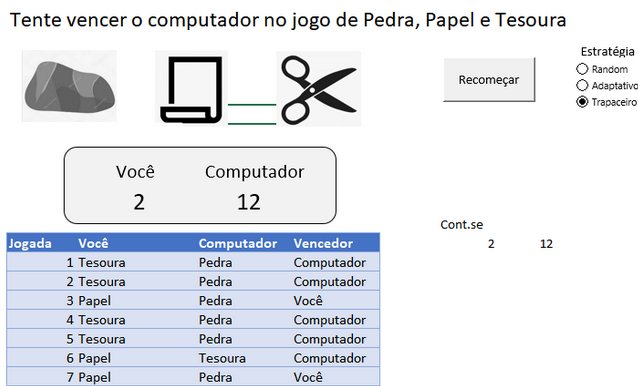 Tente vencer o computador no jogo de Pedra, Papel e Tesoura
Estratégia
Random
Adaptativo
Trapaceiro
Recomeçar
Você Computador
2 12
Cont.se
2 12
Jogada Você Computador Vencedor
1 Tesoura Pedra Computador
2 Tesoura Pedra Computador
3 Papel Pedra Você
4 Tesoura Pedra Computador
5 Tesoura Pedra Computador
6 Papel Tesoura Computador
7 Papel Pedra Você